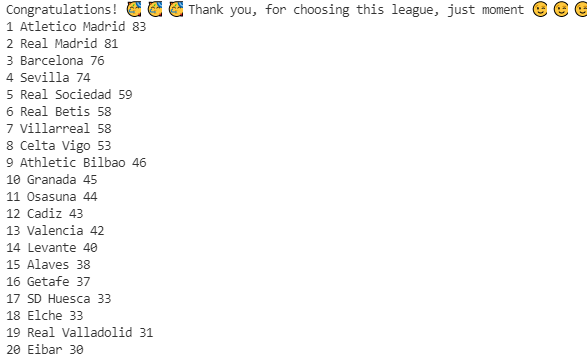 Congratulations! 🥳 🥳 🥳 Thank you, for choosing this league, just moment 😉 😉 😉
1 Atletico Madrid 83
2 Real Madrid 81
3 Barcelona 76
4 Sevilla 74
5 Real Sociedad 59
6 Real Betis 58
7 Villarreal 58
8 Celta Vigo 53
9 Athletic Bilbao 46
10 Granada 45
11 Osasuna 44
12 Cadiz 43
13 Valencia 42
14 Levante 40
15 Alaves 38
16 Getafe 37
17 SD Huesca 33
18 Elche 33
19 Real Valladolid 31
20 Eibar 30